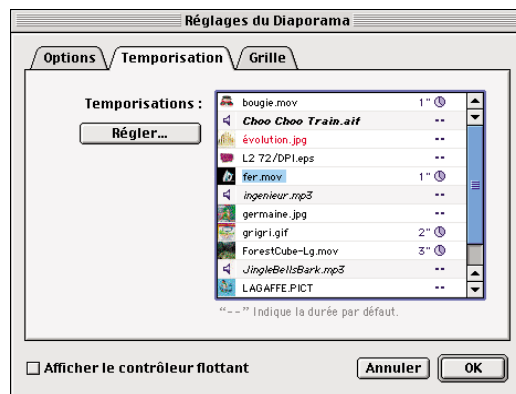 Réglages du Diaporama
Options Temporisation Grille
Temporisations :
Régler...
bougie.mov 1"
Choo Choo Train.aif --
évolution.jpg --
L2 72/DPI.eps --
fer.mov 1"
ingenieur.mp3 --
germaine.jpg --
grigri.gif 2"
ForestCube-Lg.mov 3"
JingleBellsBark.mp3 --
LAGAFFE.PICT --
"--" Indique la durée par défaut.
Afficher le contrôleur flottant
Annuler OK